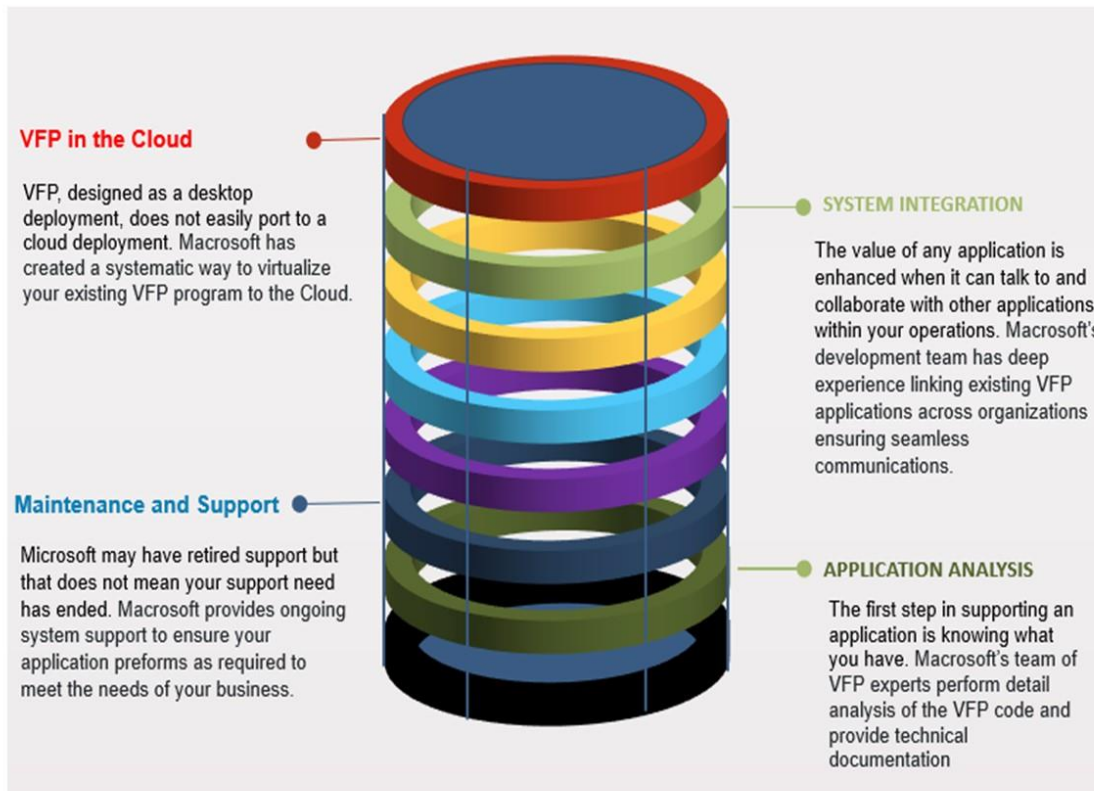 VFP in the Cloud
VFP, designed as a desktop
deployment, does not easily port to a
cloud deployment. Macrosoft has
created a systematic way to virtualize
your existing VFP program to the Cloud.
SYSTEM INTEGRATION
The value of any application is
enhanced when it can talk to and
collaborate with other applications
within your operations. Macrosoft's
development team has deep
experience linking existing VFP
applications across organizations
ensuring seamless
communications.
Maintenance and Support
Microsoft may have retired support but
that does not mean your support need
has ended. Macrosoft provides ongoing
system support to ensure your
application preforms as required to
meet the needs of your business.
APPLICATION ANALYSIS
The first step in supporting an
application is knowing what
you have. Macrosoft's team of
VFP experts perform detail
analysis of the VFP code and
provide technical
documentation